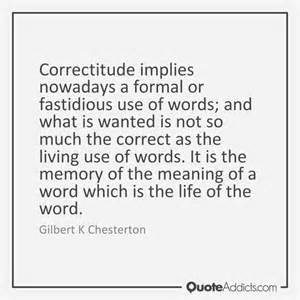 Correctitude implies
nowadays a formal or
fastidious use of words; and
what is wanted is not so
much the correct as the
living use of words. It is the
memory of the meaning of a
word which is the life of the
word.
Gilbert K Chesterton
QuoteAddicts.com